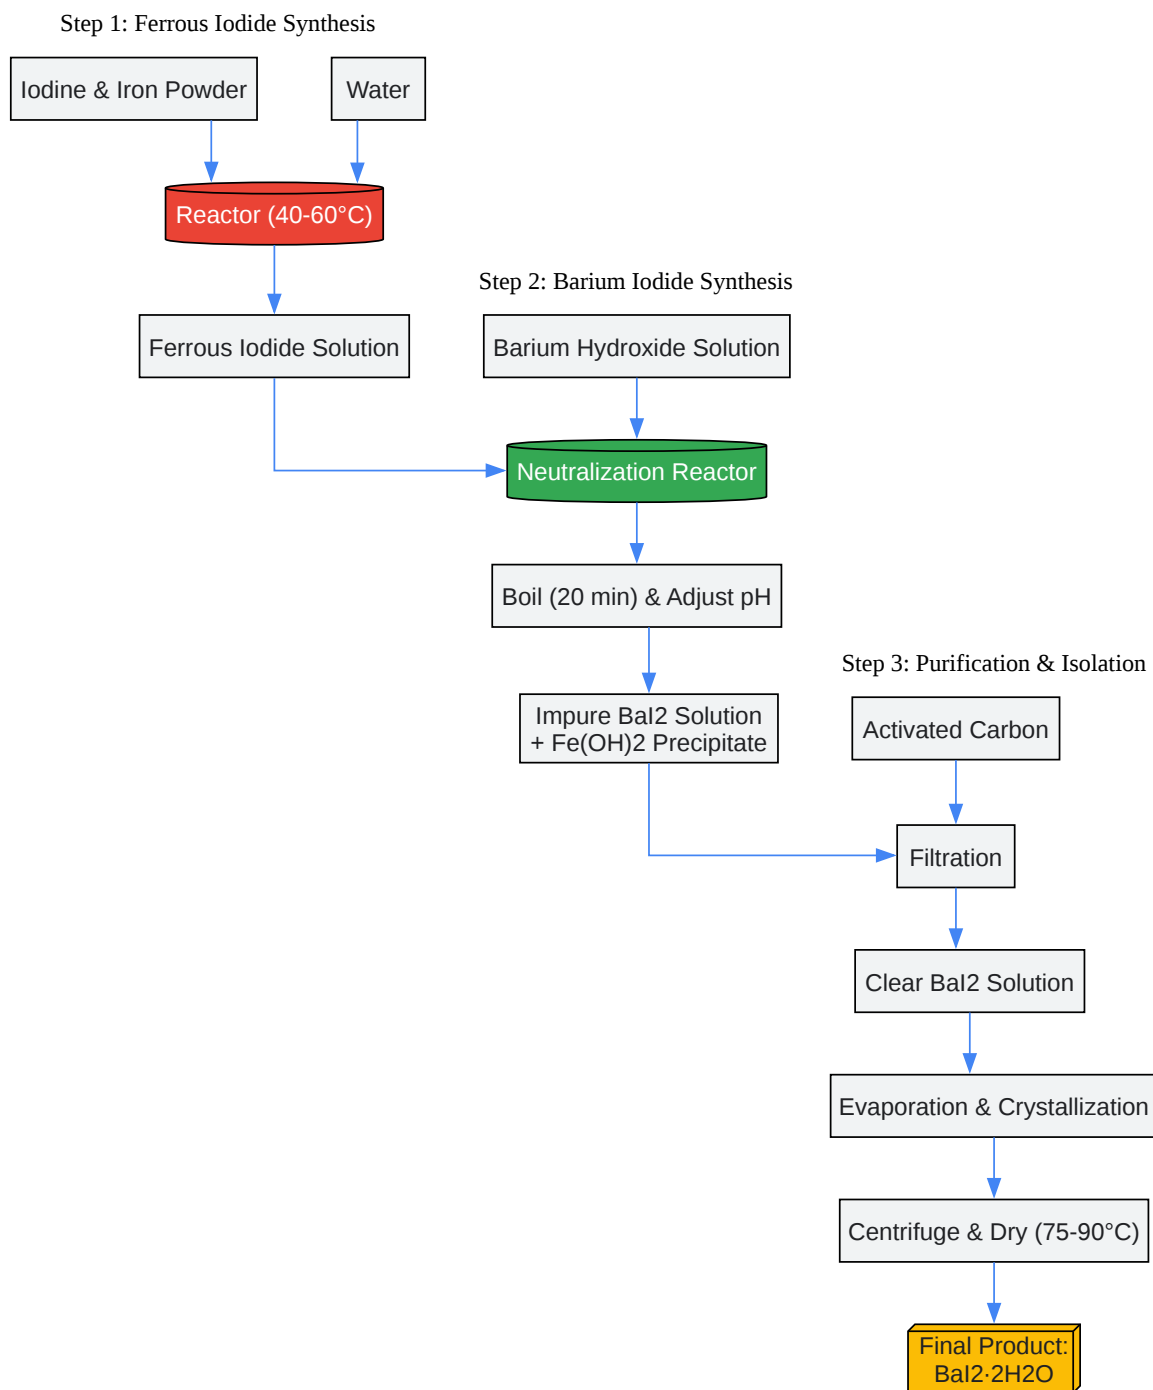 Step 1: Ferrous Iodide Synthesis
Iodine & Iron Powder
Water
Reactor (40-60°C)
Ferrous Iodide Solution
Step 2: Barium Iodide Synthesis
Barium Hydroxide Solution
Neutralization Reactor
Boil (20 min) & Adjust pH
Impure BaI2 Solution
+ Fe(OH)2 Precipitate
Step 3: Purification & Isolation
Activated Carbon
Filtration
Clear BaI2 Solution
Evaporation & Crystallization
Centrifuge & Dry (75-90°C)
Final Product:
BaI2·2H2O